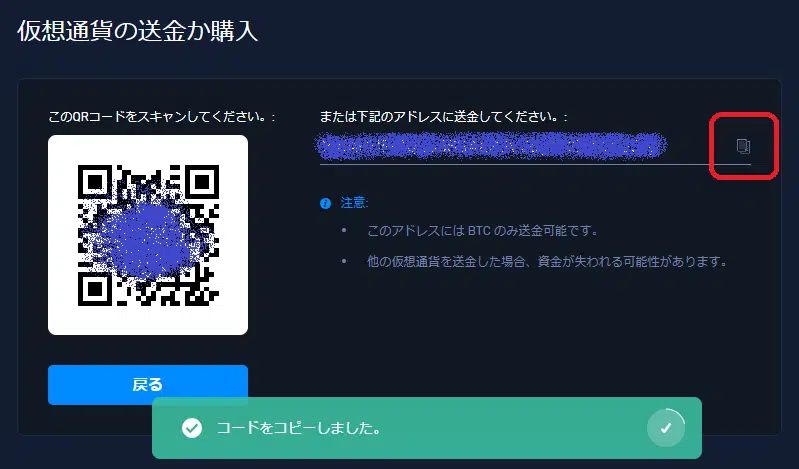 仮想通貨の送金か購入
このQRコードをスキャンしてください。:
または下記のアドレスに送金してください。:
注意:
このアドレスには BTC のみ送金可能です。
他の仮想通貨を送金した場合、資金が失われる可能性があります。
戻る
コードをコピーしました。